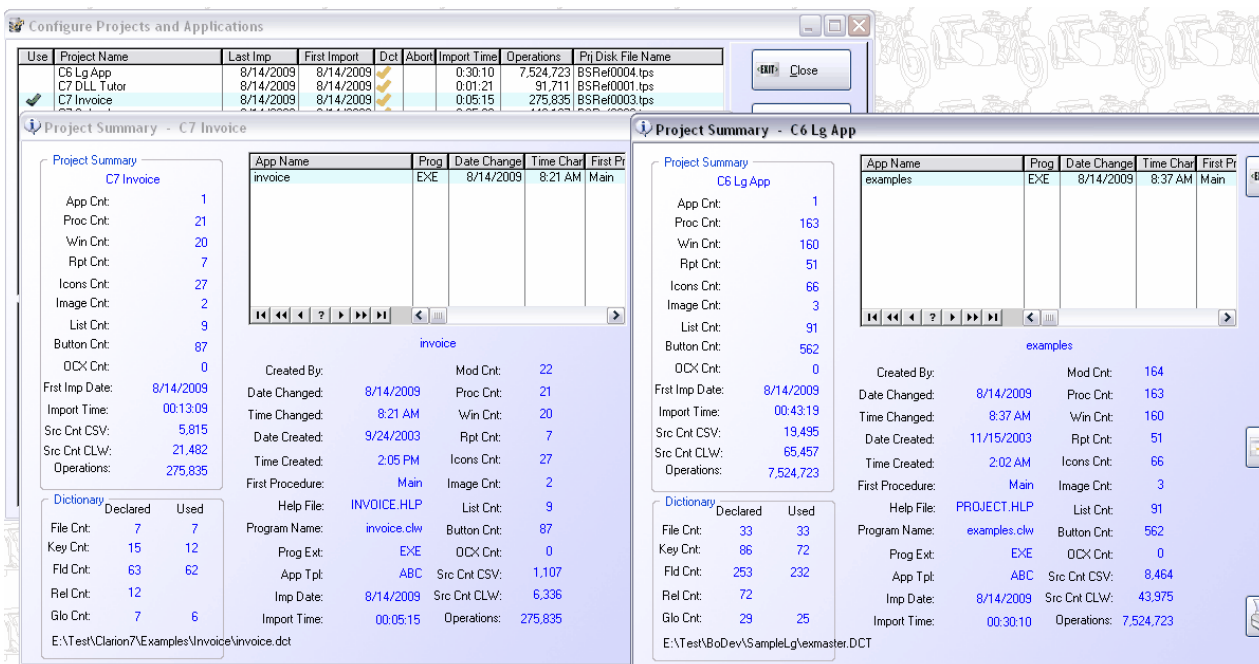 Configure Projects and Applications
Use Project Name Last Imp First Import Dct Abort Import Time Operations Prj Disk File Name
C6 Lg App 8/14/2009 8/14/2009 0:30:10 7,524,723 BSRef0004.tps
C7 DLL Tutor 8/14/2009 8/14/2009 0:01:21 91,711 BSRef0001.tps
C7 Invoice 8/14/2009 8/14/2009 0:05:15 275,835 BSRef0003.tps
Close
Project Summary - C7 Invoice
Project Summary
C7 Invoice
App Cnt: 1
Proc Cnt: 21
Win Cnt: 20
Rpt Cnt: 7
Icons Cnt: 27
Image Cnt: 2
List Cnt: 9
Button Cnt: 87
OCX Cnt: 0
Frst Imp Date: 8/14/2009
Import Time: 00:13:09
Src Cnt CSV: 5,815
Src Cnt CLW: 21,482
Operations: 275,835
Dictionary
Declared Used
File Cnt: 7 7
Key Cnt: 15 12
Fld Cnt: 63 62
Rel Cnt: 12
Glo Cnt: 7 6
E:\Test\Clarion7\Examples\Invoice\invoice.dct
App Name Prog Date Change Time Char First Pr
invoice EXE 8/14/2009 8:21 AM Main
invoice
Created By:
Date Changed: 8/14/2009
Time Changed: 8:21 AM
Date Created: 9/24/2003
Time Created: 2:05 PM
First Procedure: Main
Help File: INVOICE.HLP
Program Name: invoice.clw
Prog Ext: EXE
App Tpl: ABC
Imp Date: 8/14/2009
Import Time: 00:05:15
Mod Cnt: 22
Proc Cnt: 21
Win Cnt: 20
Rpt Cnt: 7
Icons Cnt: 27
Image Cnt: 2
List Cnt: 9
Button Cnt: 87
OCX Cnt: 0
Src Cnt CSV: 1,107
Src Cnt CLW: 6,336
Operations: 275,835
Project Summary - C6 Lg App
Project Summary
C6 Lg App
App Cnt: 1
Proc Cnt: 163
Win Cnt: 160
Rpt Cnt: 51
Icons Cnt: 66
Image Cnt: 3
List Cnt: 91
Button Cnt: 562
OCX Cnt: 0
Frst Imp Date: 8/14/2009
Import Time: 00:43:19
Src Cnt CSV: 19,495
Src Cnt CLW: 65,457
Operations: 7,524,723
Dictionary
Declared Used
File Cnt: 33 33
Key Cnt: 86 72
Fld Cnt: 253 232
Rel Cnt: 72
Glo Cnt: 29 25
E:\Test\BoDev\SampleLg\exmaster.DCT
App Name Prog Date Change Time Char First Pr
examples EXE 8/14/2009 8:37 AM Main
examples
Created By:
Date Changed: 8/14/2009
Time Changed: 8:37 AM
Date Created: 11/15/2003
Time Created: 2:02 AM
First Procedure: Main
Help File: PROJECT.HLP
Program Name: examples.clw
Prog Ext: EXE
App Tpl: ABC
Imp Date: 8/14/2009
Import Time: 00:30:10
Mod Cnt: 164
Proc Cnt: 163
Win Cnt: 160
Rpt Cnt: 51
Icons Cnt: 66
Image Cnt: 3
List Cnt: 91
Button Cnt: 562
OCX Cnt: 0
Src Cnt CSV: 8,464
Src Cnt CLW: 43,975
Operations: 7,524,723